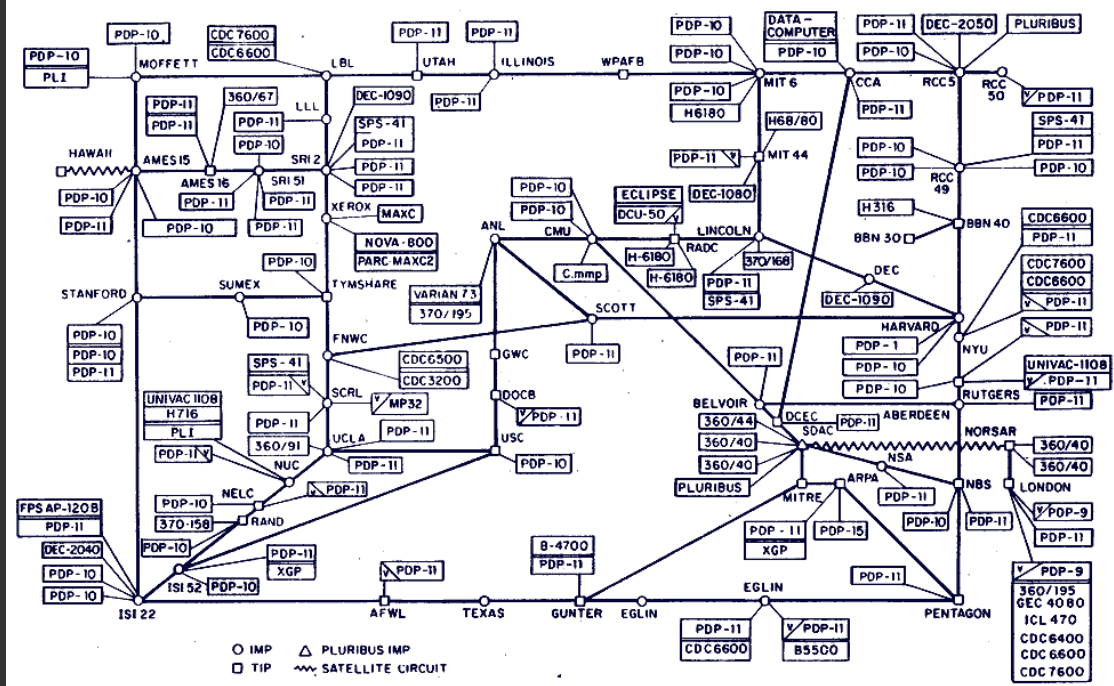 PDP-10
PLI
PDP-10
MOFFETT
CDC7600
CDC6600
LBL
PDP-11
UTAH
PDP-11
ILLINOIS
PDP-11
WPAFB
PDP-10
PDP-10
PDP-10
H6180
MIT 6
DATA-
COMPUTER
PDP-10
CCA
PDP-11
PDP-11
PDP-10
DEC-2050
PLURIBUS
RCC5
RCC
50
PDP-11
LLL
PDP-11
PDP-11
PDP-11
360/67
PDP-10
DEC-1090
SPS-41
PDP-11
PDP-11
PDP-11
HAWAII
AMES15
AMES16
PDP-11
SRI 51
PDP-11
SRI 2
PDP-10
PDP-11
PDP-10
PDP-11
H68/80
PDP-11
V
MIT 44
DEC-1080
SPS-41
PDP-11
PDP-10
PDP-10
PDP-10
RCC
49
XEROX
MAXC
NOVA-800
PARC-MAXC2
ANL
PDP-10
PDP-10
CMU
C.mmp
ECLIPSE
DCU-50
V
RADC
H-6180
H-6180
LINCOLN
370/168
PDP-11
SPS-41
H316
BBN 30
BBN 40
DEC
DEC-1090
CDC6600
PDP-11
CDC7600
CDC6600
V PDP-11
V PDP-11
STANFORD
SUMEX
PDP-10
PDP-10
TYMSHARE
PDP-10
PDP-10
PDP-11
VARIAN 73
370/195
SCOTT
PDP-11
HARVARD
PDP-1
PDP-10
PDP-10
NYU
FNWC
CDC6500
CDC3200
GWC
SPS-41
PDP-11 V
SCRL
V MP32
DOCB
V PDP-11
PDP-11
BELVOIR
DCEC
PDP-11
ABERDEEN
RUTGERS
UNIVAC-1108
V PDP-11
PDP-11
UNIVAC 1108
H716
PLI
PDP-11 V
PDP-11
360/91
UCLA
PDP-11
PDP-11
USC
PDP-10
360/44
360/40
360/40
PLURIBUS
SDAC
NORSAR
360/40
360/40
NUC
NELC
PDP-10
V PDP-11
370-158
RAND
PDP-10
MITRE
ARPA
PDP-11
XGP
PDP-15
NSA
PDP-11
NBS
PDP-10
PDP-11
LONDON
V PDP-9
PDP-11
FPS AP-120B
PDP-11
DEC-2040
PDP-10
PDP-10
ISI 22
ISI 52
PDP-11
XGP
PDP-10
V PDP-11
AFWL
TEXAS
B-4700
PDP-11
GUNTER
EGLIN
EGLIN
PDP-11
CDC6600
V PDP-11
B5500
PDP-11
PENTAGON
V PDP-9
360/195
GEC 4080
ICL 470
CDC6400
CDC6600
CDC7600
IMP
PLURIBUS IMP
TIP
SATELLITE CIRCUIT